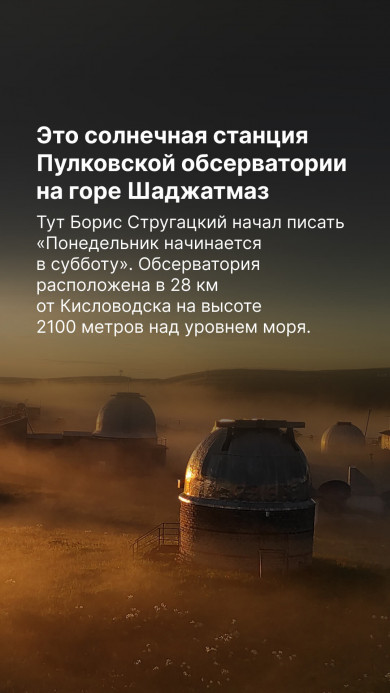 Это солнечная станция
Пулковской обсерватории
на горе Шаджатмаз
Тут Борис Стругацкий начал писать
«Понедельник начинается
в субботу». Обсерватория
расположена в 28 км
от Кисловодска на высоте
2100 метров над уровнем моря.